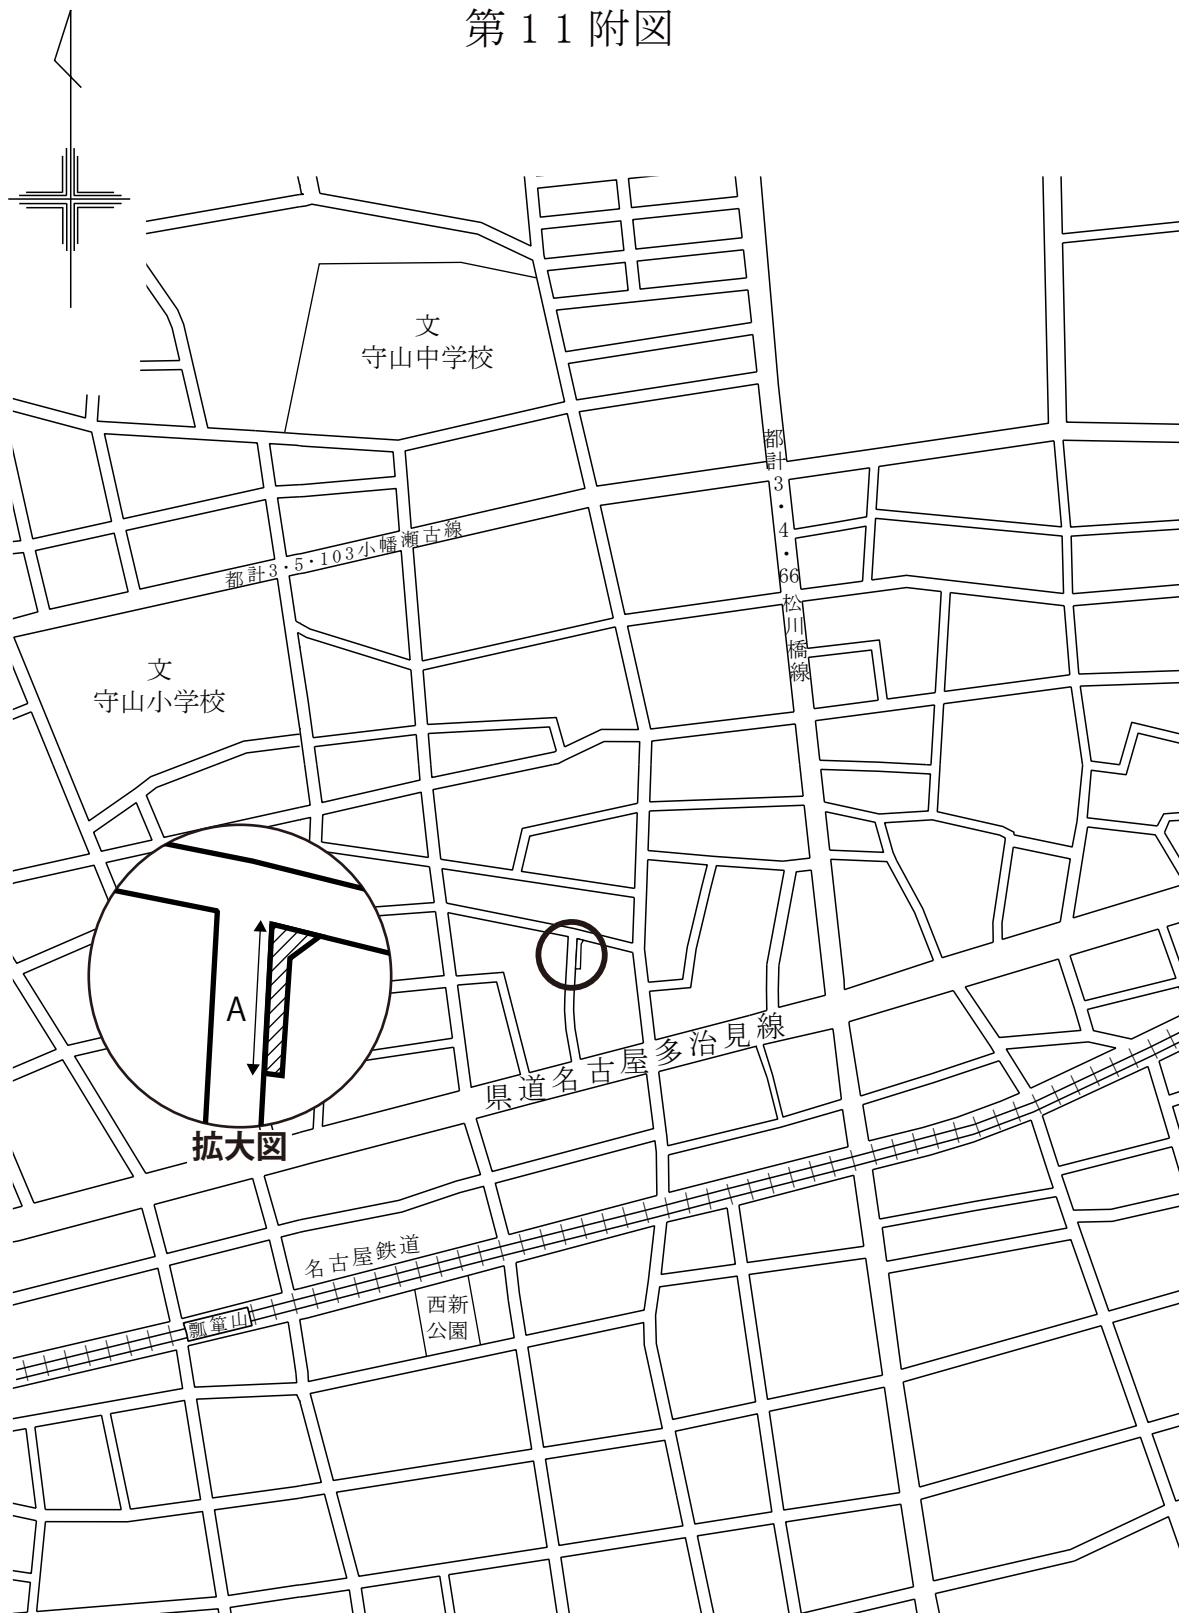 第11附図
文
守山中学校
都計3・4・66松川橋線
都計3・5・103小幡瀬古線
文
守山小学校
A
拡大図
県道名古屋多治見線
名古屋鉄道
瓢箪山
西新
公園